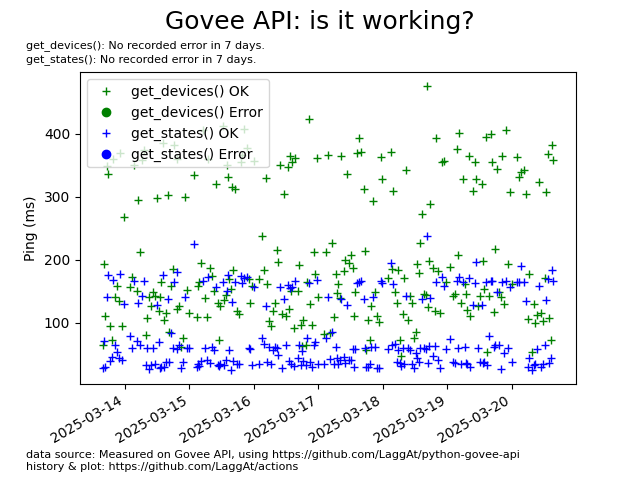 Govee API: is it working?
get_devices(): No recorded error in 7 days.
get_states(): No recorded error in 7 days.
get_devices() OK
get_devices() Error
get_states() OK
get_states() Error
400
300
200
100
Ping (ms)
2025-03-14
2025-03-15
2025-03-16
2025-03-17
2025-03-18
2025-03-19
2025-03-20
data source: Measured on Govee API, using https://github.com/LaggAt/python-govee-api
history & plot: https://github.com/LaggAt/actions